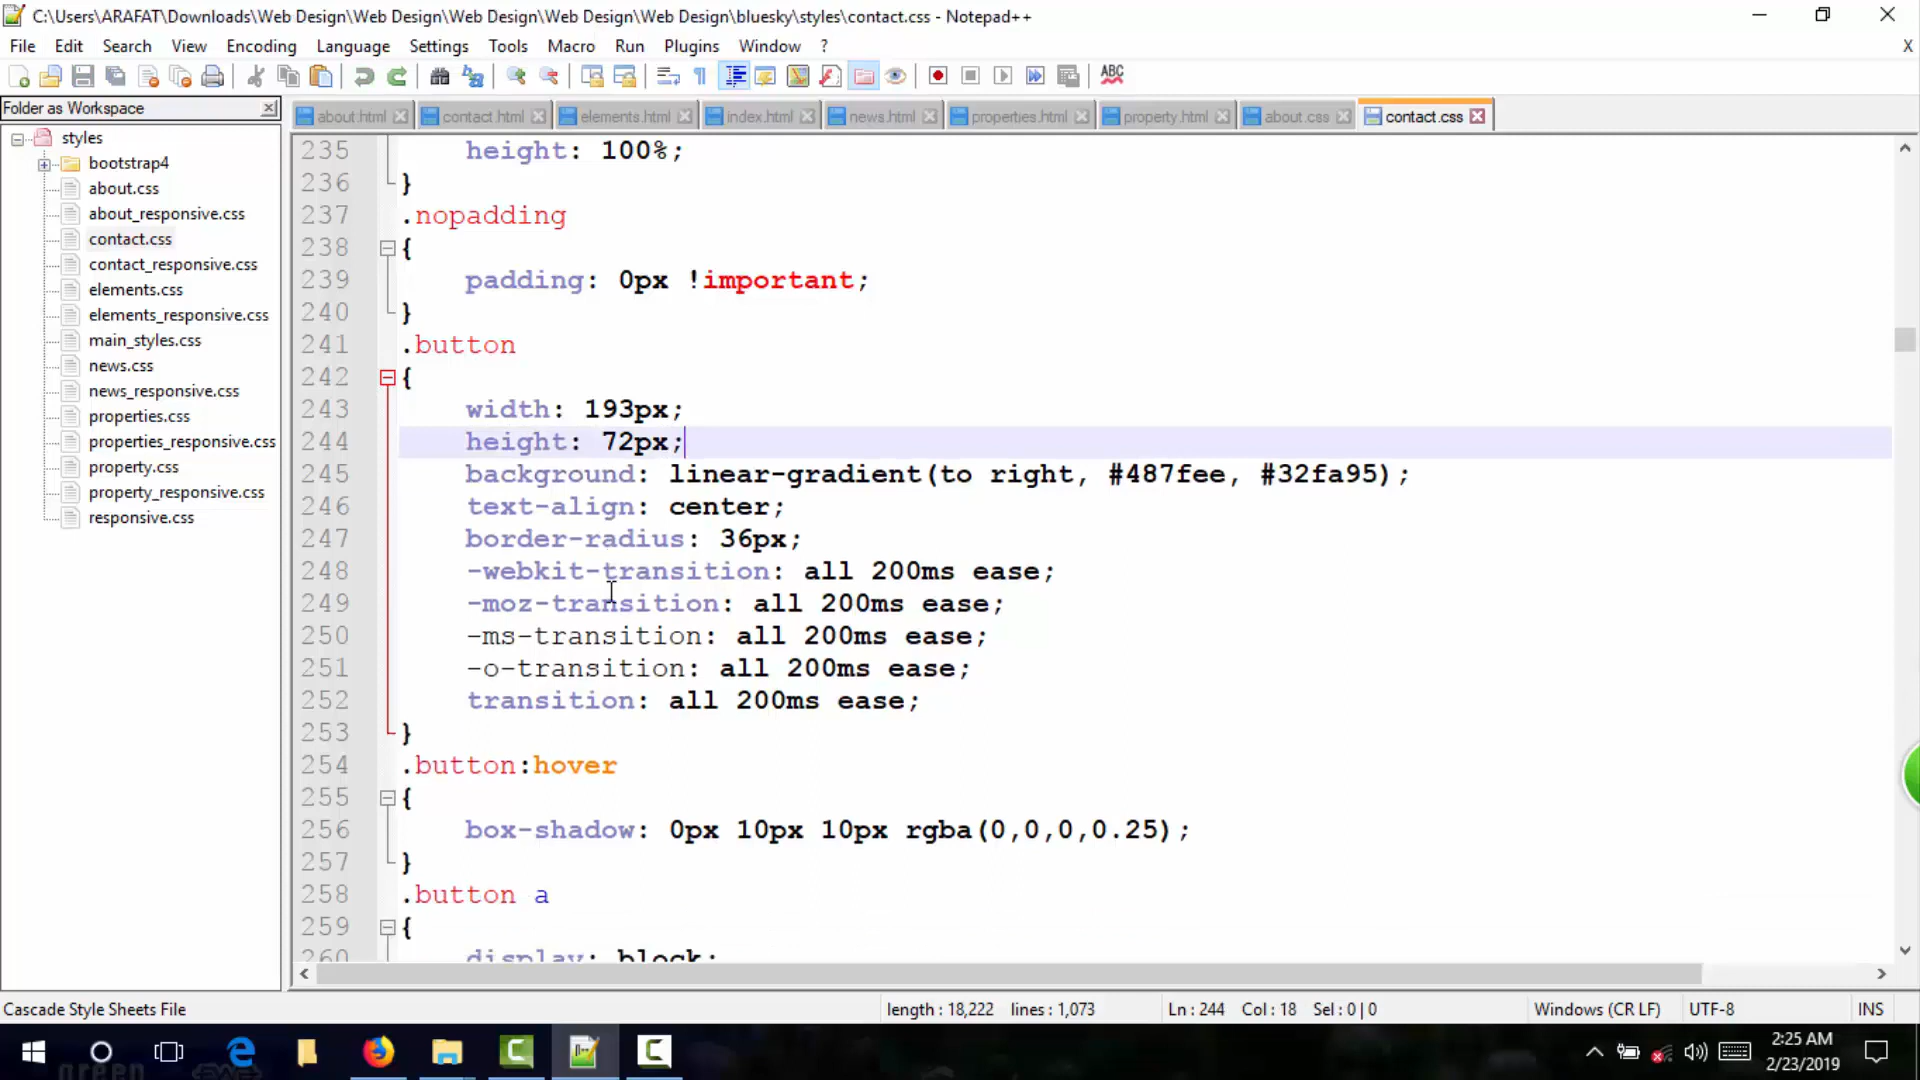 C:\Users\ARAFAT\Downloads\Web Design\Web Design\Web Design\Web Design\Web Design\bluesky\styles\contact.css - Notepad++
File Edit Search View Encoding Language Settings Tools Macro Run Plugins Window ? X
ABC
Folder as Workspace
about.html contact.html elements.html index.html news.html properties.html property.html about.css contact.css
styles
bootstrap4
about.css
about_responsive.css
contact.css
contact_responsive.css
elements.css
elements_responsive.css
main_styles.css
news.css
news_responsive.css
properties.css
properties_responsive.css
property.css
property_responsive.css
responsive.css
235 height: 100%;
236 }
237 .nopadding
238 {
239 padding: 0px !important;
240 }
241 .button
242 {
243 width: 193px;
244 height: 72px;
245 background: linear-gradient(to right, #487fee, #32fa95);
246 text-align: center;
247 border-radius: 36px;
248 -webkit-transition: all 200ms ease;
249 -moz-transition: all 200ms ease;
250 -ms-transition: all 200ms ease;
251 -o-transition: all 200ms ease;
252 transition: all 200ms ease;
253 }
254 .button:hover
255 {
256 box-shadow: 0px 10px 10px rgba(0,0,0,0.25);
257 }
258 .button a
259 {
260 display: block;
Cascade Style Sheets File length : 18,222 lines : 1,073 Ln : 244 Col : 18 Sel : 0 | 0 Windows (CR LF) UTF-8 INS
green
2:25 AM
2/23/2019